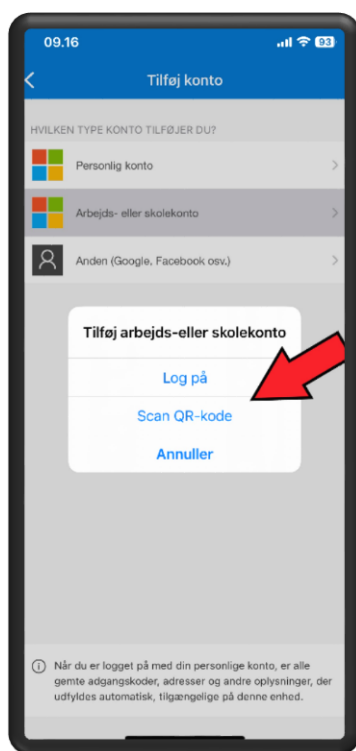 09.16
93
Tilføj konto
HVILKEN TYPE KONTO TILFØJER DU?
Personlig konto
Arbejds- eller skolekonto
Anden (Google, Facebook osv.)
Tilføj arbejds-eller skolekonto
Log på
Scan QR-kode
Annuller
Når du er logget på med din personlige konto, er alle
gemte adgangskoder, adresser og andre oplysninger, der
udfyldes automatisk, tilgængelige på denne enhed.